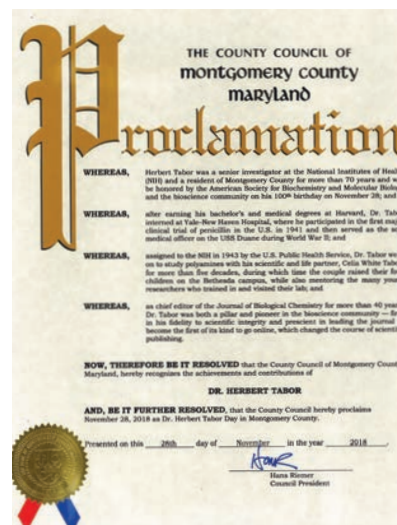 THE COUNTY COUNCIL OF
montgomery county
maryland
Proclamation
WHEREAS, Herbert Tabor was a senior investigator at the National Institutes of Heal
(NIH) and a resident of Montgomery County for more than 70 years and w
be honored by the American Society for Biochemistry and Molecular Biolog
and the bioscience community on his 100th birthday on November 28; and
WHEREAS, after earning his bachelor's and medical degrees at Harvard, Dr. Tabo
interned at Yale-New Haven Hospital, where he participated in the first maj
clinical trial of penicillin in the U.S. in 1941 and then served as the so
medical officer on the USS Duane during World War II; and
WHEREAS, assigned to the NIH in 1943 by the U.S. Public Health Service, Dr. Tabor we
on to study polyamines with his scientific and life partner, Celia White Tabo
for more than five decades, during which time the couple raised their fo
children on the Bethesda campus, while also mentoring the many you
researchers who trained in and visited their lab; and
WHEREAS, as chief editor of the Journal of Biological Chemistry for more than 40 year
Dr. Tabor was both a pillar and pioneer in the bioscience community — fi
in his fidelity to scientific integrity and prescient in leading the journal
become the first of its kind to go online, which changed the course of scienti
publishing.
NOW, THEREFORE BE IT RESOLVED that the County Council of Montgomery Count
Maryland, hereby recognizes the achievements and contributions of
DR. HERBERT TABOR
AND, BE IT FURTHER RESOLVED, that the County Council hereby proclaims
November 28, 2018 as Dr. Herbert Tabor Day in Montgomery County.
Presented on this 28th day of November in the year 2018 .
Hans Riemer
Council President